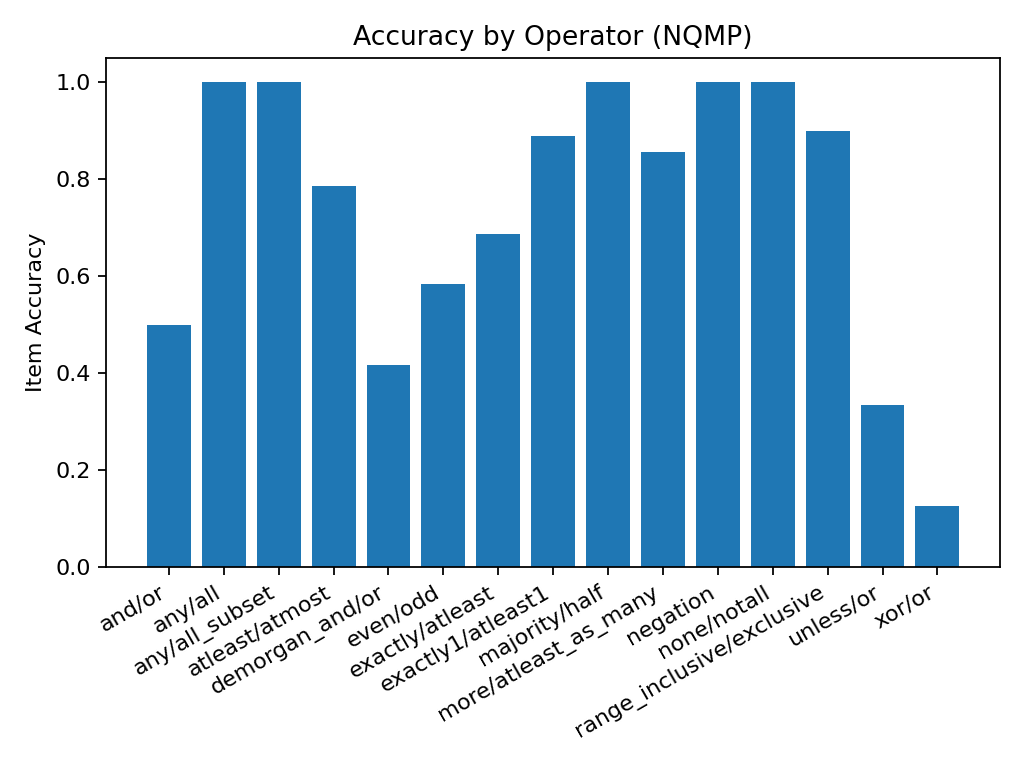 Accuracy by Operator (NQMP)
Item Accuracy
1.0
0.8
0.6
0.4
0.2
0.0
and/or
any/all
any/all_subset
atleast/atmost
demorgan_and/or
even/odd
exactly/atleast
exactly1/atleast1
majority/half
more/atleast_as_many
negation
none/notall
range_inclusive/exclusive
unless/or
xor/or